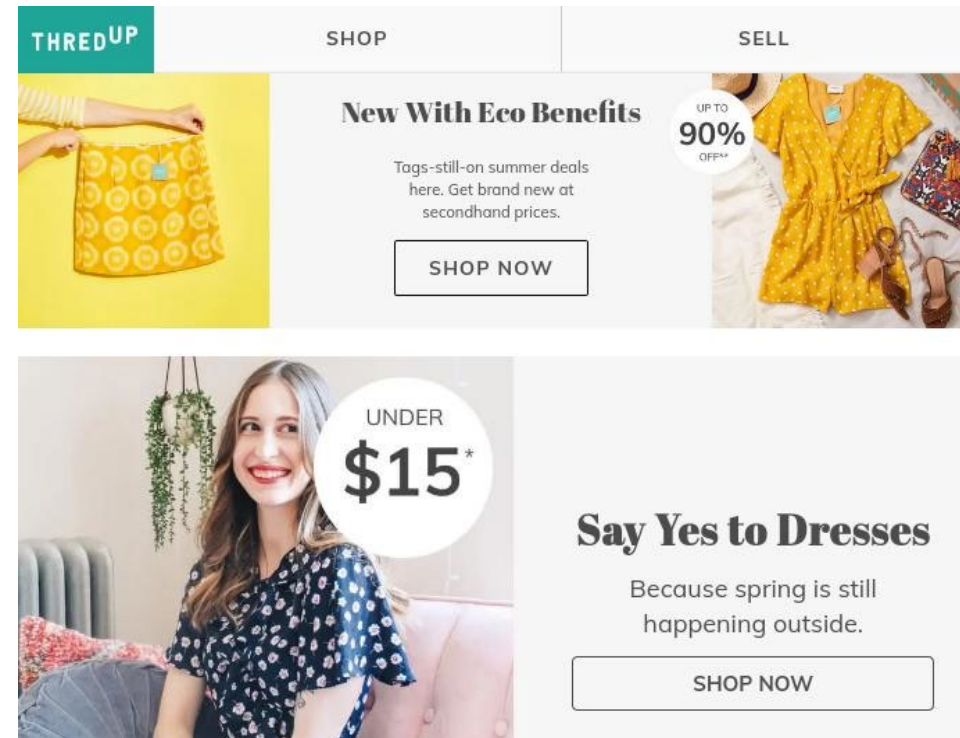 THREDUP
SHOP
SELL
New With Eco Benefits
Tags-still-on summer deals
here. Get brand new at
secondhand prices.
SHOP NOW
UP TO
90%
OFF**
UNDER
$15*
Say Yes to Dresses
Because spring is still
happening outside.
SHOP NOW